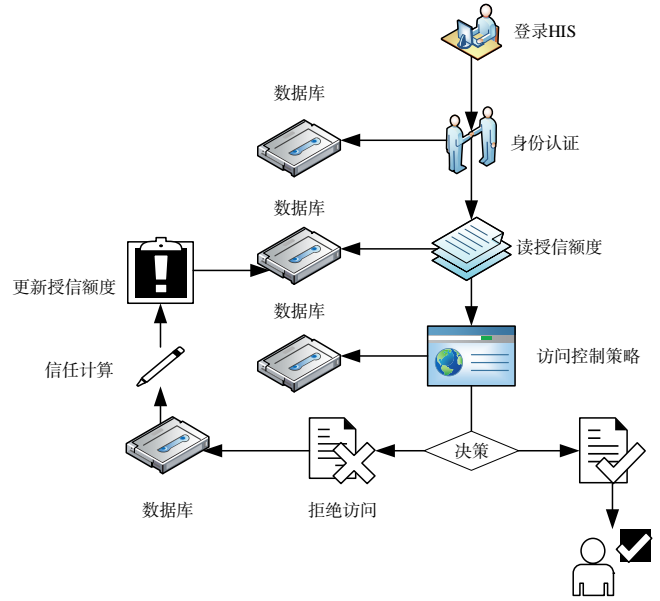 登录HIS
数据库
身份认证
数据库
读授信额度
更新授信额度
数据库
访问控制策略
信任计算
决策
数据库
拒绝访问